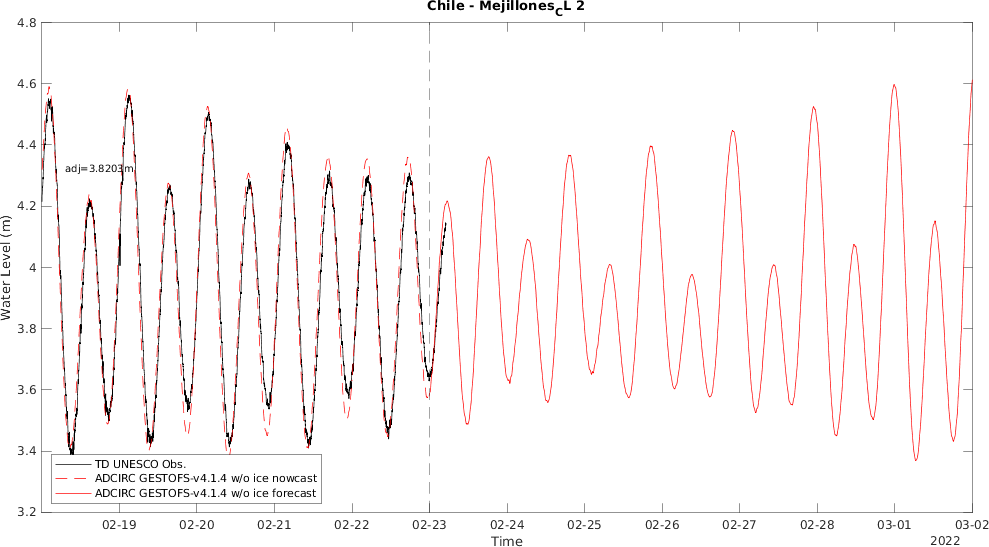 Chile - Mejillones_C L 2
4.8
4.6
4.4
4.2
4
3.8
3.6
3.4
3.2
Water Level (m)
adj=3.8203m
TD UNESCO Obs.
ADCIRC GESTOFS-v4.1.4 w/o ice nowcast
ADCIRC GESTOFS-v4.1.4 w/o ice forecast
02-19 02-20 02-21 02-22 02-23 02-24 02-25 02-26 02-27 02-28 03-01 03-02
Time
2022